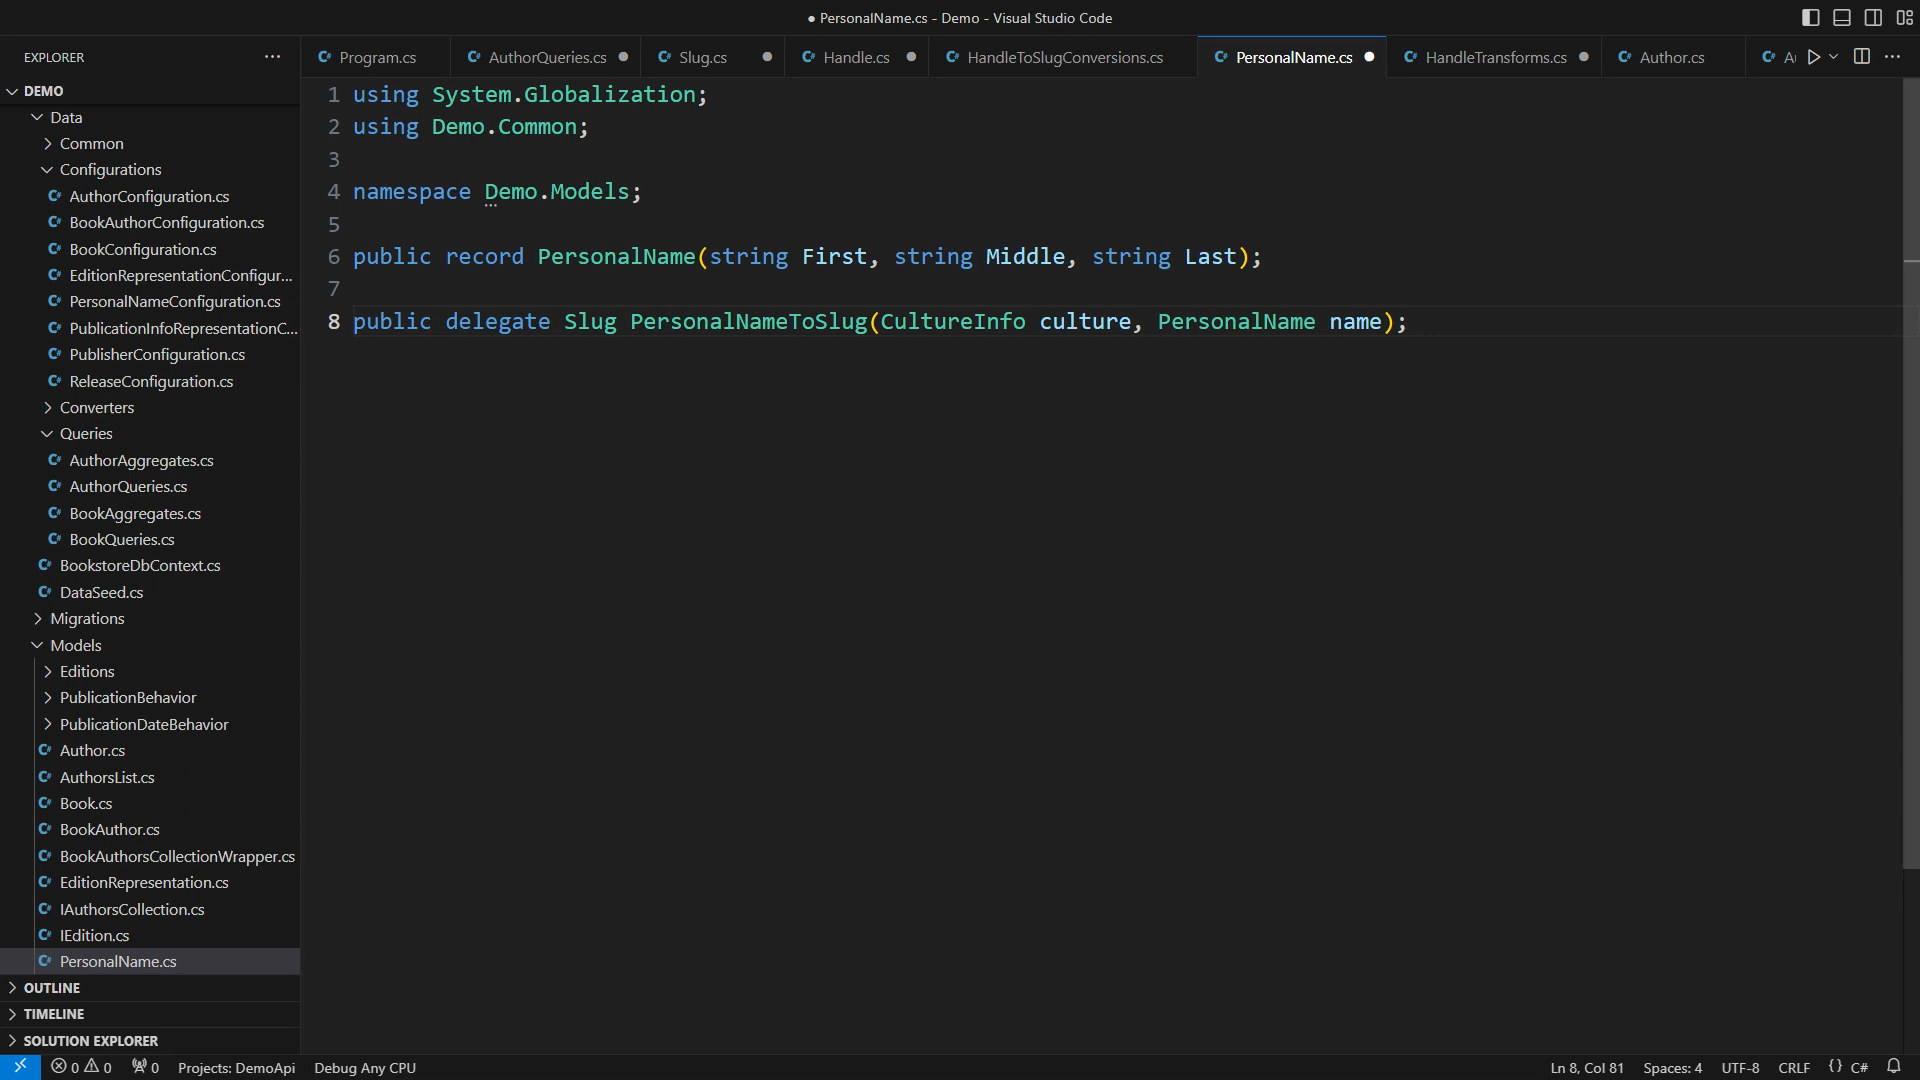 ● PersonalName.cs - Demo - Visual Studio Code
EXPLORER
Program.cs
AuthorQueries.cs
Slug.cs
Handle.cs
HandleToSlugConversions.cs
PersonalName.cs
HandleTransforms.cs
Author.cs
DEMO
Data
Common
Configurations
AuthorConfiguration.cs
BookAuthorConfiguration.cs
BookConfiguration.cs
EditionRepresentationConfigur...
PersonalNameConfiguration.cs
PublicationInfoRepresentationC...
PublisherConfiguration.cs
ReleaseConfiguration.cs
Converters
Queries
AuthorAggregates.cs
AuthorQueries.cs
BookAggregates.cs
BookQueries.cs
BookstoreDbContext.cs
DataSeed.cs
Migrations
Models
Editions
PublicationBehavior
PublicationDateBehavior
Author.cs
AuthorsList.cs
Book.cs
BookAuthor.cs
BookAuthorsCollectionWrapper.cs
EditionRepresentation.cs
IAuthorsCollection.cs
IEdition.cs
PersonalName.cs
OUTLINE
TIMELINE
SOLUTION EXPLORER
1 using System.Globalization;
2 using Demo.Common;
3
4 namespace Demo.Models;
5
6 public record PersonalName(string First, string Middle, string Last);
7
8 public delegate Slug PersonalNameToSlug(CultureInfo culture, PersonalName name);
0 0 0 Projects: DemoApi Debug Any CPU
Ln 8, Col 81 Spaces: 4 UTF-8 CRLF {} C#